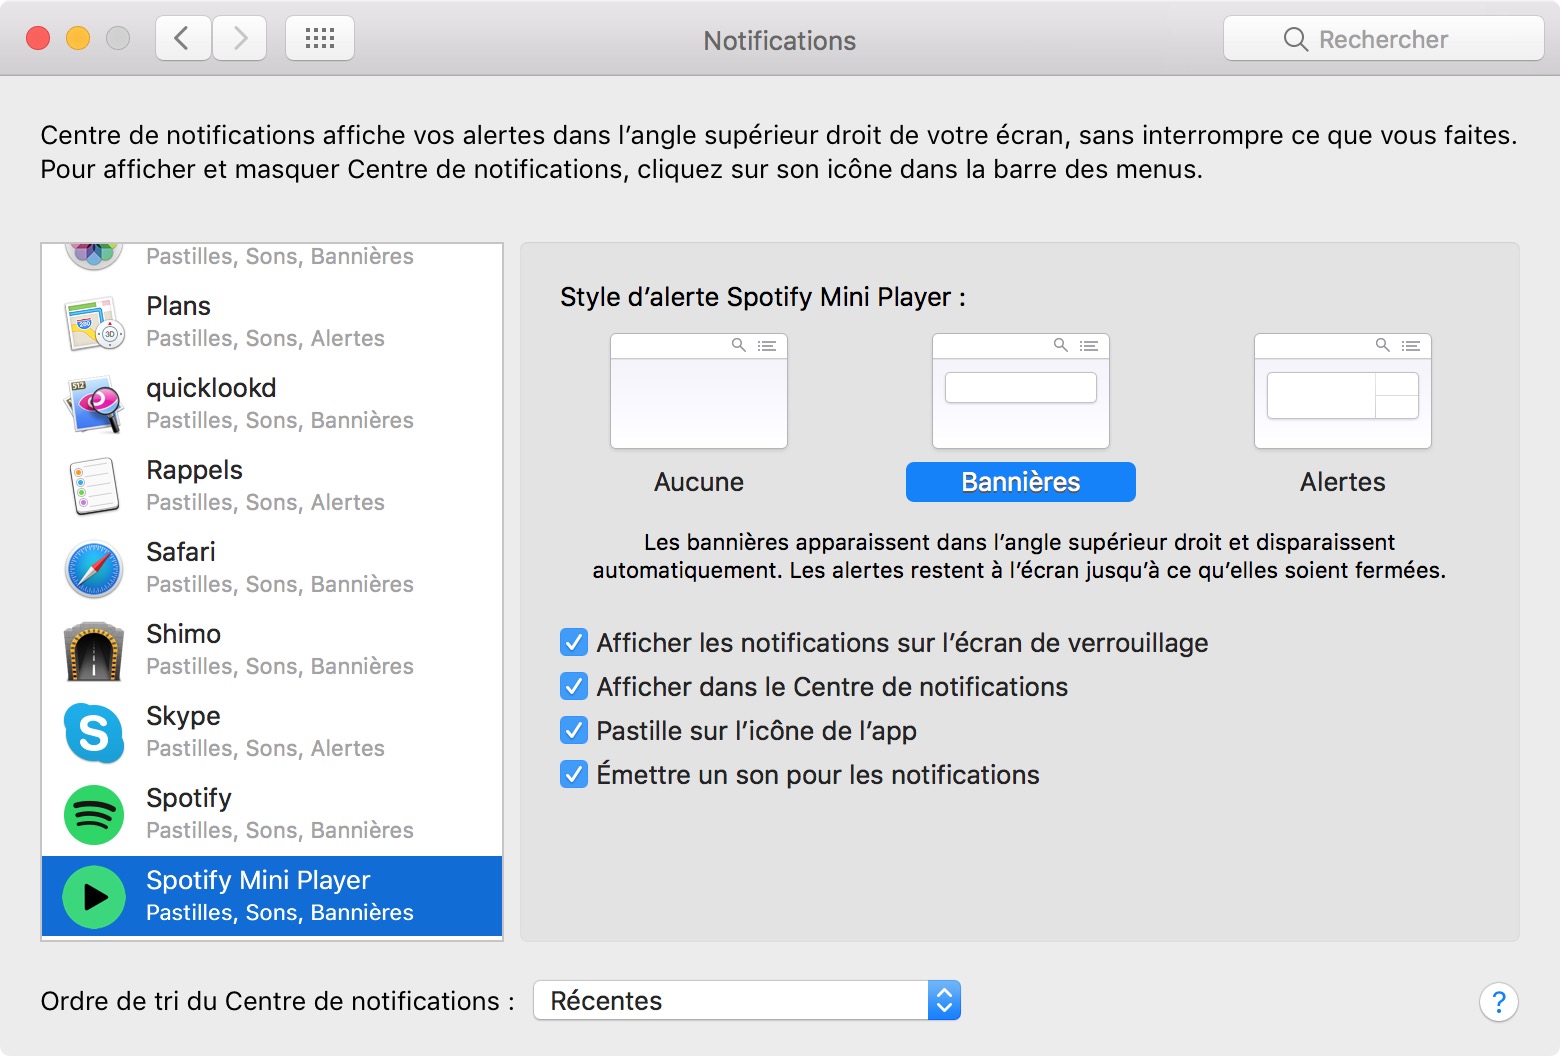 Notifications
Rechercher
Centre de notifications affiche vos alertes dans l’angle supérieur droit de votre écran, sans interrompre ce que vous faites.
Pour afficher et masquer Centre de notifications, cliquez sur son icône dans la barre des menus.
Pastilles, Sons, Bannières
Plans
Pastilles, Sons, Alertes
quicklookd
Pastilles, Sons, Bannières
Rappels
Pastilles, Sons, Alertes
Safari
Pastilles, Sons, Bannières
Shimo
Pastilles, Sons, Bannières
Skype
Pastilles, Sons, Alertes
Spotify
Pastilles, Sons, Bannières
Spotify Mini Player
Pastilles, Sons, Bannières
Style d’alerte Spotify Mini Player :
Aucune
Bannières
Alertes
Les bannières apparaissent dans l’angle supérieur droit et disparaissent
automatiquement. Les alertes restent à l’écran jusqu’à ce qu’elles soient fermées.
Afficher les notifications sur l’écran de verrouillage
Afficher dans le Centre de notifications
Pastille sur l’icône de l’app
Émettre un son pour les notifications
Ordre de tri du Centre de notifications :
Récentes
?